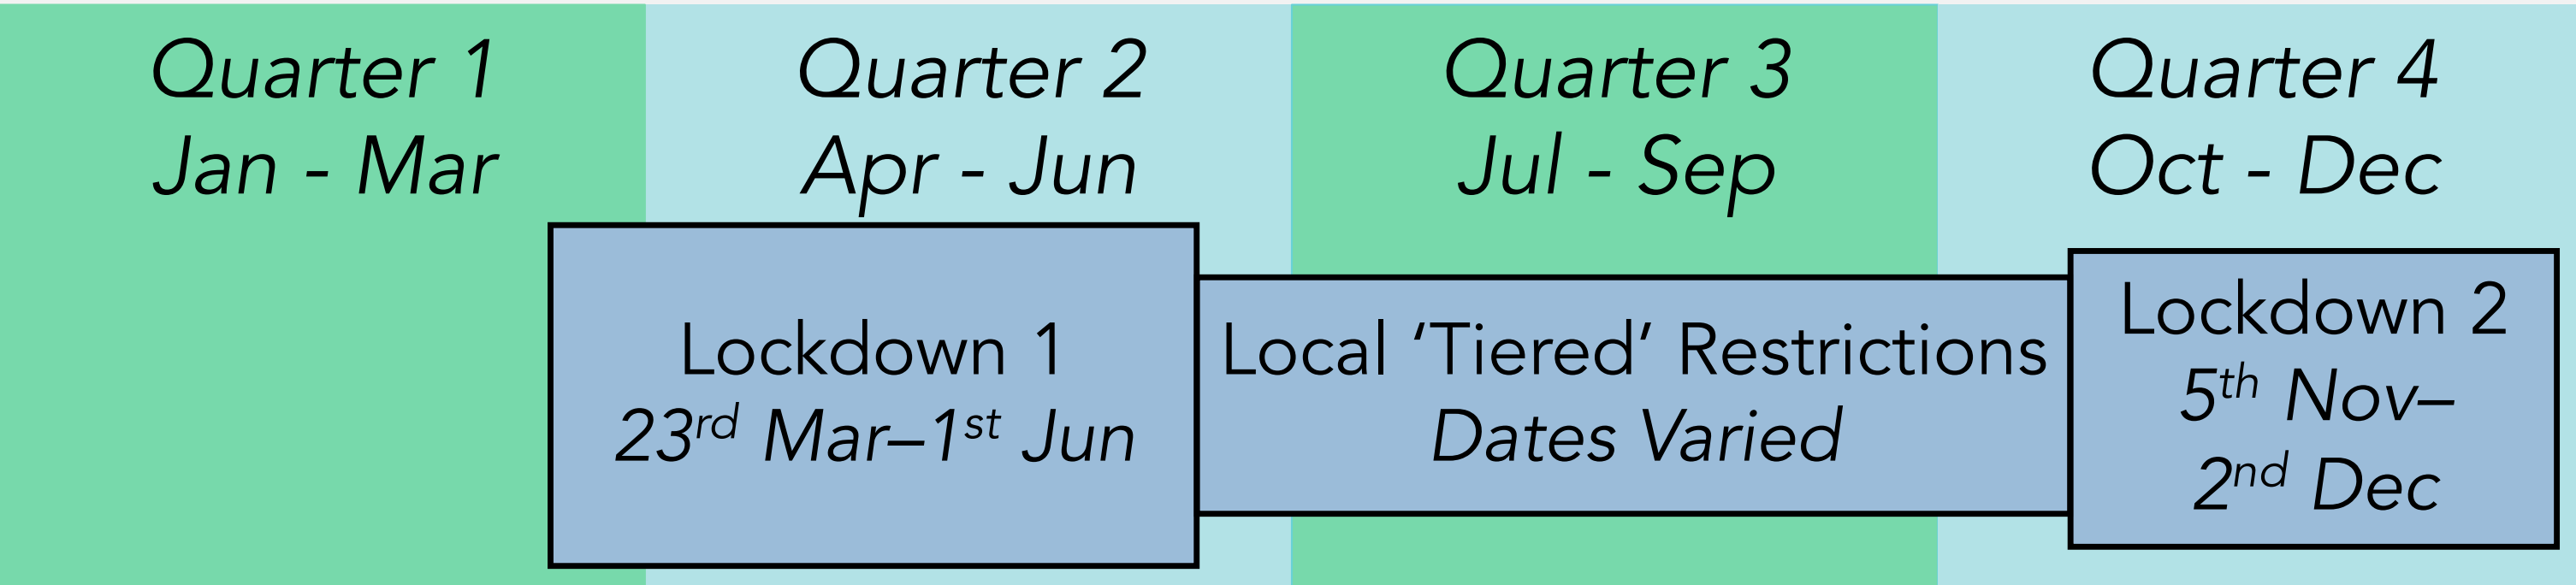 Quarter 1
Jan - Mar
Quarter 2
Apr - Jun
Quarter 3
Jul - Sep
Quarter 4
Oct - Dec
Lockdown 1
23rd Mar–1st Jun
Local ‘Tiered’ Restrictions
Dates Varied
Lockdown 2
5th Nov–
2nd Dec